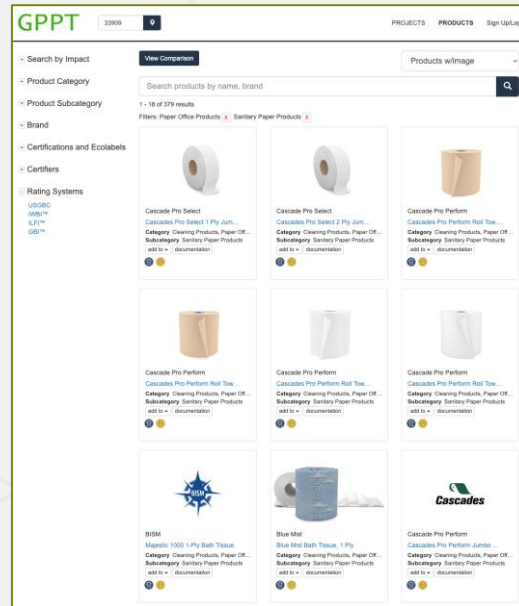 GPPT
33909
PROJECTS PRODUCTS Sign Up/Log
Search by Impact
Product Category
Product Subcategory
Brand
Certifications and Ecolabels
Certifiers
Rating Systems
USGBC
IWBI™
ILFI™
GBI™
View Comparison
Products w/image
Search products by name, brand
1 - 16 of 379 results
Filters: Paper Office Products x Sanitary Paper Products x
Cascade Pro Select
Cascades Pro Select 1 Ply Jum...
Category Cleaning Products, Paper Off...
Subcategory Sanitary Paper Products
add to documentation
Cascade Pro Select
Cascades Pro Select 2 Ply Jum...
Category Cleaning Products, Paper Off...
Subcategory Sanitary Paper Products
add to documentation
Cascade Pro Perform
Cascades Pro Perform Roll Tow...
Category Cleaning Products, Paper Off...
Subcategory Sanitary Paper Products
add to documentation
Cascade Pro Perform
Cascades Pro Perform Roll Tow...
Category Cleaning Products, Paper Off...
Subcategory Sanitary Paper Products
add to documentation
Cascade Pro Perform
Cascades Pro Perform Roll Tow...
Category Cleaning Products, Paper Off...
Subcategory Sanitary Paper Products
add to documentation
Cascade Pro Perform
Cascades Pro Perform Roll Tow...
Category Cleaning Products, Paper Off...
Subcategory Sanitary Paper Products
add to documentation
BISM
BISM
Majestic 1000 1-Ply Bath Tissue
Category Cleaning Products, Paper Off...
Subcategory Sanitary Paper Products
add to documentation
Blue Mist
Blue Mist Bath Tissue, 1 Ply
Category Cleaning Products, Paper Off...
Subcategory Sanitary Paper Products
add to documentation
Cascades
Cascade Pro Perform
Cascades Pro Perform Jumbo ...
Category Cleaning Products, Paper Off...
Subcategory Sanitary Paper Products
add to documentation